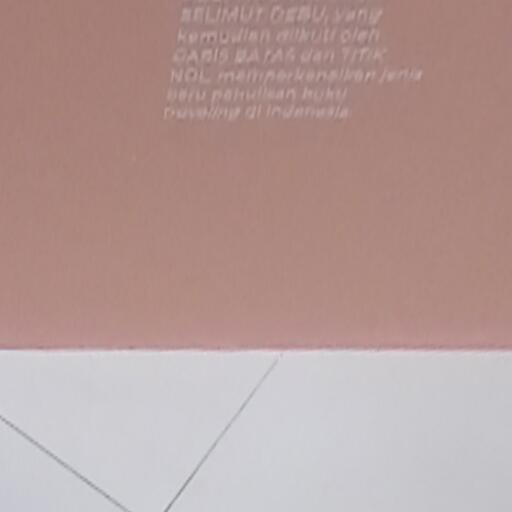 SELIMUT DEBU, yang
kemudian diikuti oleh
GARIS BATAS dan TITIK
NOL memperkenalkan jenis
baru penulisan buku
traveling di Indonesia.